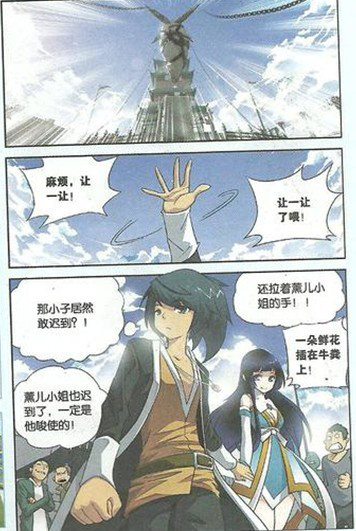 麻烦，让
一让！
让一让
了喂！
那小子居然
敢迟到？！
还拉着薰儿小
姐的手！！
一朵鲜花
插在牛粪
上！
薰儿小姐也迟
到了，一定是
他唆使的！